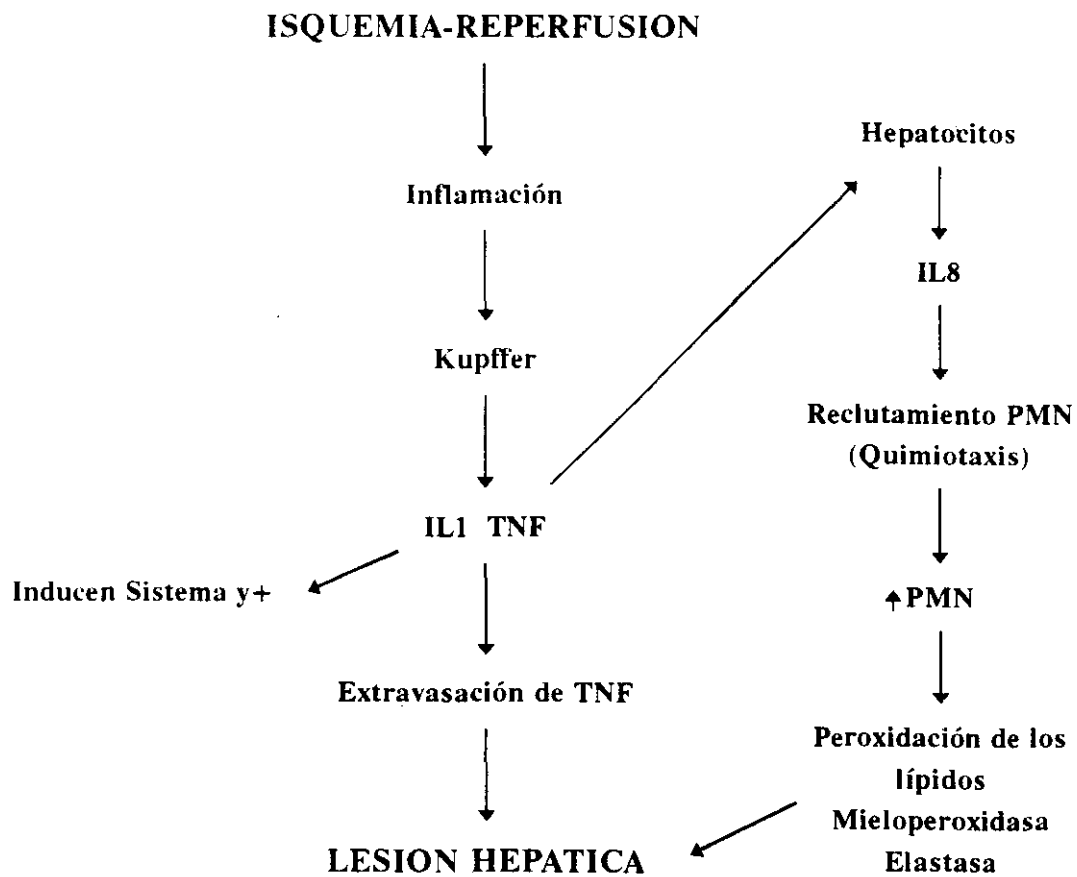 ISQUEMIA-REPERFUSION
Inflamación
Kupffer
IL1 TNF
Inducen Sistema y+
Extravasación de TNF
LESION HEPATICA
Hepatocitos
IL8
Reclutamiento PMN
(Quimiotaxis)
↑PMN
Peroxidación de los
lípidos
Mieloperoxidasa
Elastasa